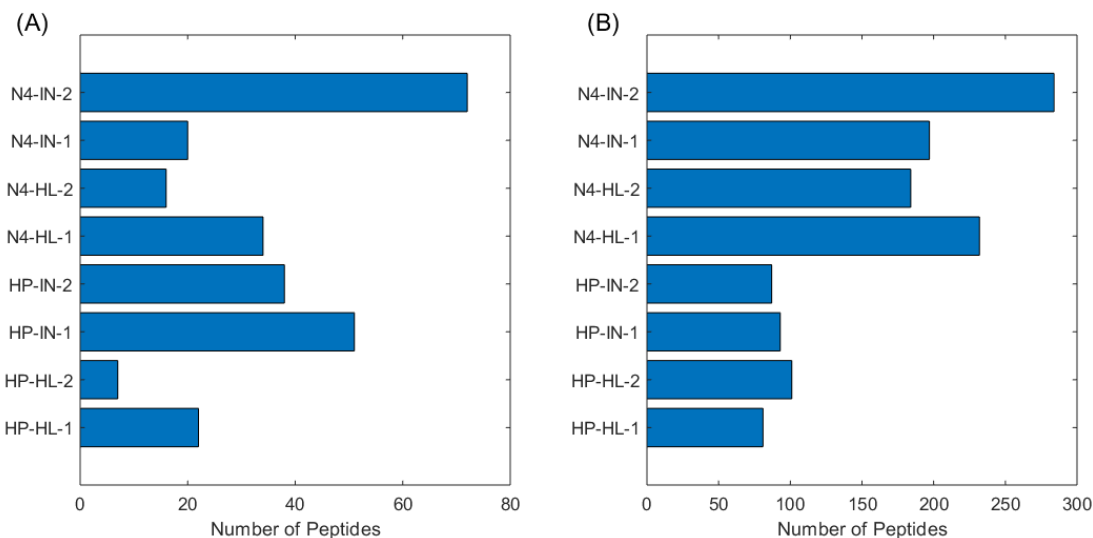 (A)
N4-IN-2
N4-IN-1
N4-HL-2
N4-HL-1
HP-IN-2
HP-IN-1
HP-HL-2
HP-HL-1
0 20 40 60 80
Number of Peptides
(B)
N4-IN-2
N4-IN-1
N4-HL-2
N4-HL-1
HP-IN-2
HP-IN-1
HP-HL-2
HP-HL-1
0 50 100 150 200 250 300
Number of Peptides